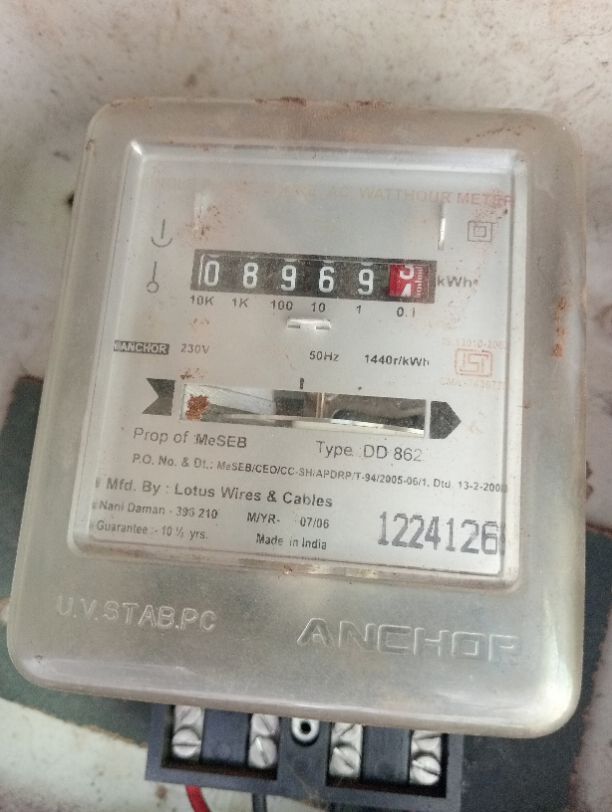 AC WATTHOUR METER
0 8 9 6 9 kWh
10K 1K 100 10 1 0.1
ANCHOR 230V 50Hz 1440r/kWh
ISI
Prop of :MeSEB Type :DD 862
P.O. No. & Dt.: MeSEB/CEO/CC-SH/APDRP/T-94/2005-06/1. Dtd. 13-2-200
Mfd. By : Lotus Wires & Cables
Nani Daman - 396 210 M/YR- 07/06
Guarantee :- 10 ½ yrs. Made in India
1224126
U.V.STAB.PC ANCHOR